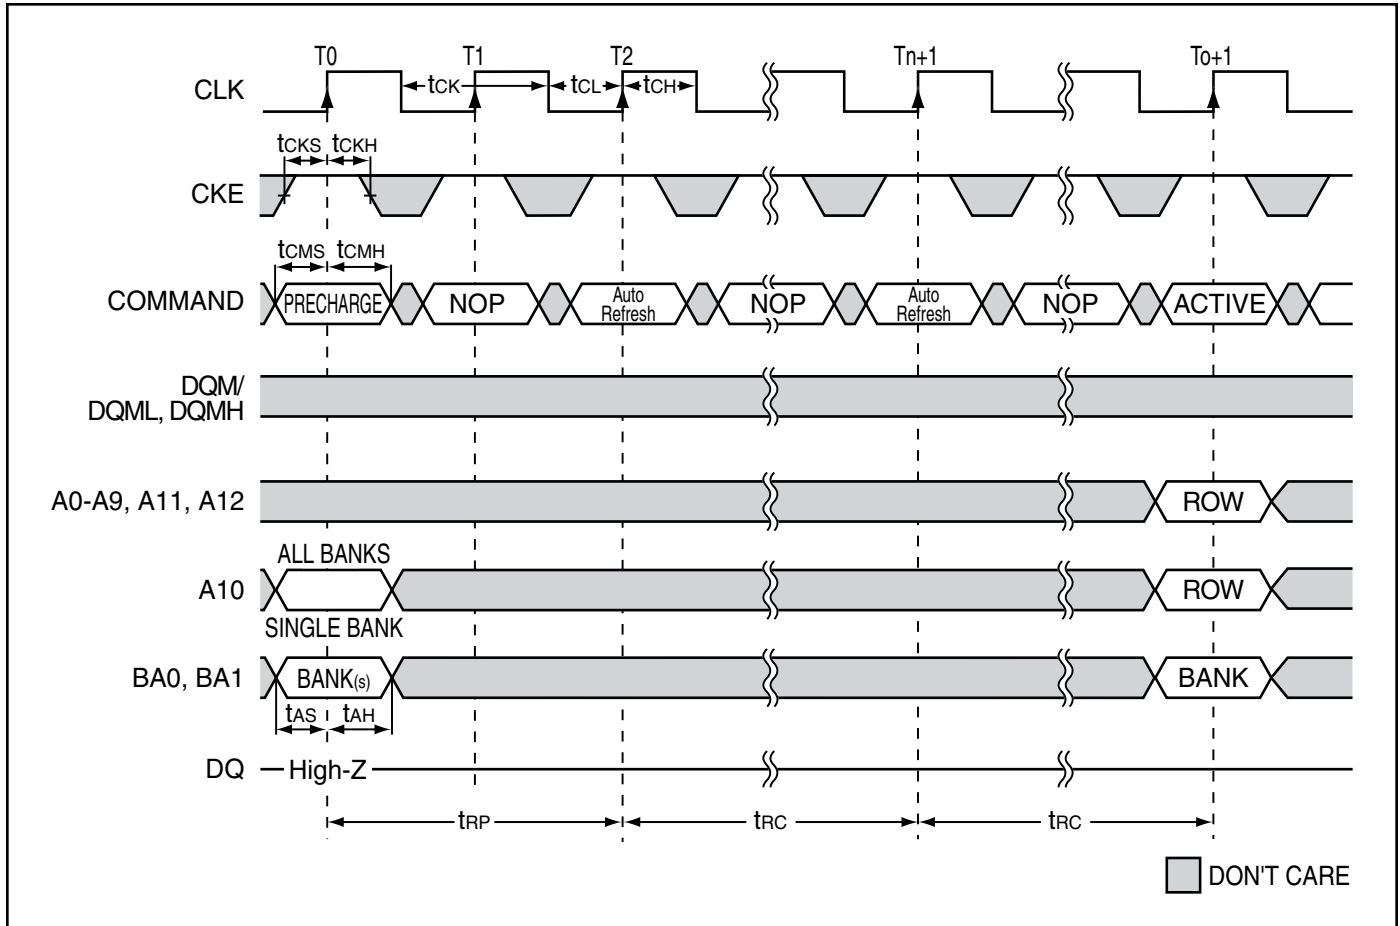 T0 T1 T2 Tn+1 To+1
CLK tCK tCL tCH
tCKS tCKH
CKE
tCMS tCMH
COMMAND PRECHARGE NOP Auto Refresh NOP Auto Refresh NOP ACTIVE
DQM/
DQML, DQMH
A0-A9, A11, A12 ROW
ALL BANKS
A10 ROW
SINGLE BANK
BA0, BA1 BANK(s) BANK
tAS tAH
DQ High-Z
tRP tRC tRC
DON'T CARE